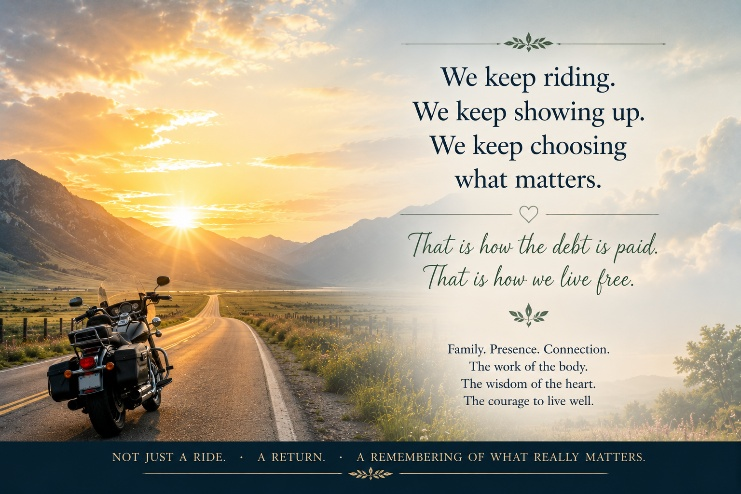 We keep riding.
We keep showing up.
We keep choosing
what matters.
That is how the debt is paid.
That is how we live free.
Family. Presence. Connection.
The work of the body.
The wisdom of the heart.
The courage to live well.
NOT JUST A RIDE. · A RETURN. · A REMEMBERING OF WHAT REALLY MATTERS.